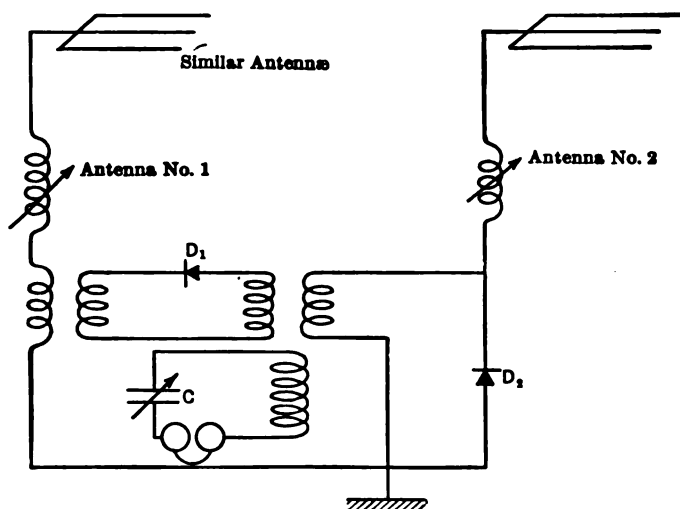 Similar Antennæ
Antenna No. 1
Antenna No. 2
D₁
C
D₂